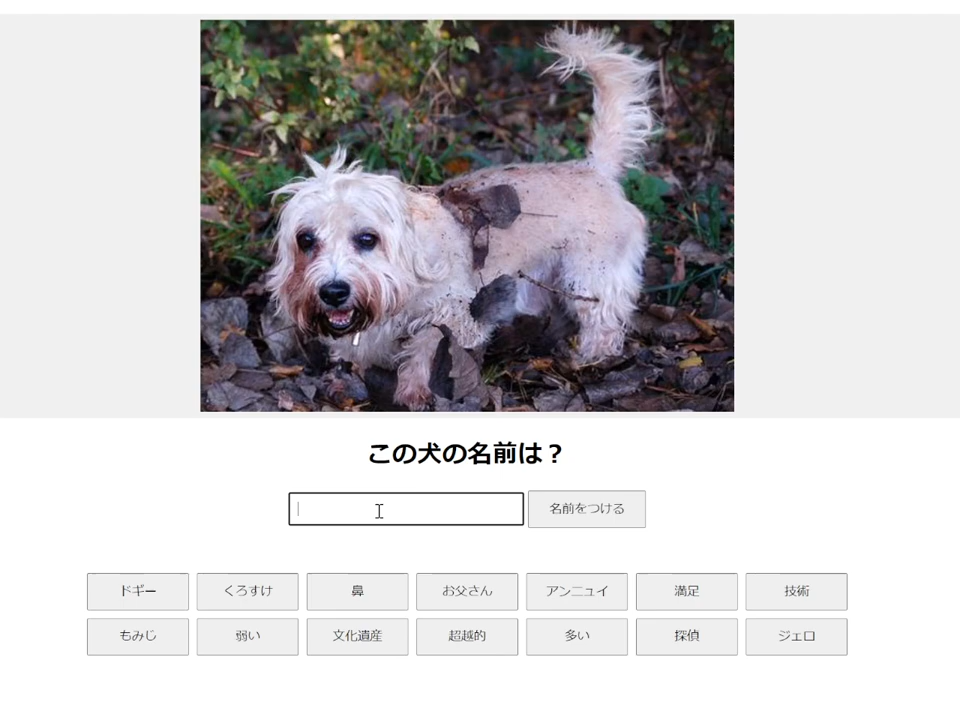 この犬の名前は？
名前をつける
ドギー くろすけ 鼻 お父さん アンニュイ 満足 技術
もみじ 弱い 文化遺産 超越的 多い 探偵 ジェロ